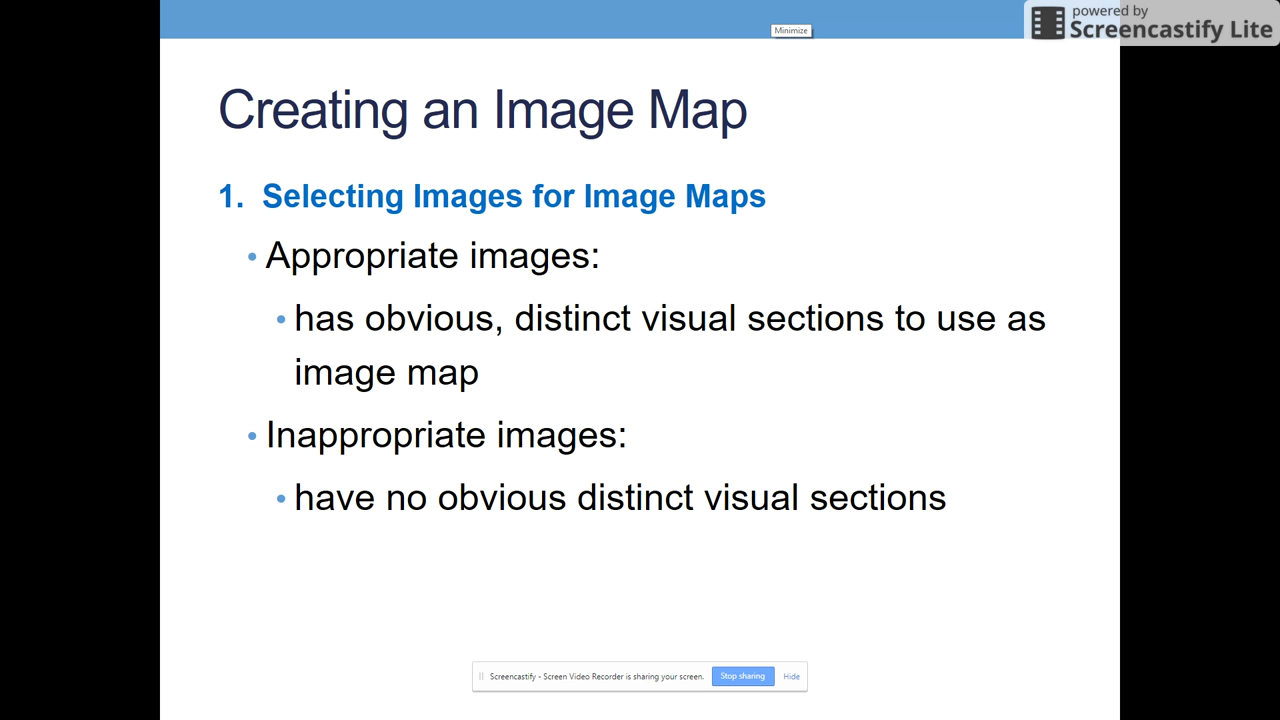 powered by
Screencastify Lite
Minimize
Creating an Image Map
1. Selecting Images for Image Maps
• Appropriate images:
• has obvious, distinct visual sections to use as
image map
• Inappropriate images:
• have no obvious distinct visual sections
Screencastify - Screen Video Recorder is sharing your screen. Stop sharing Hide